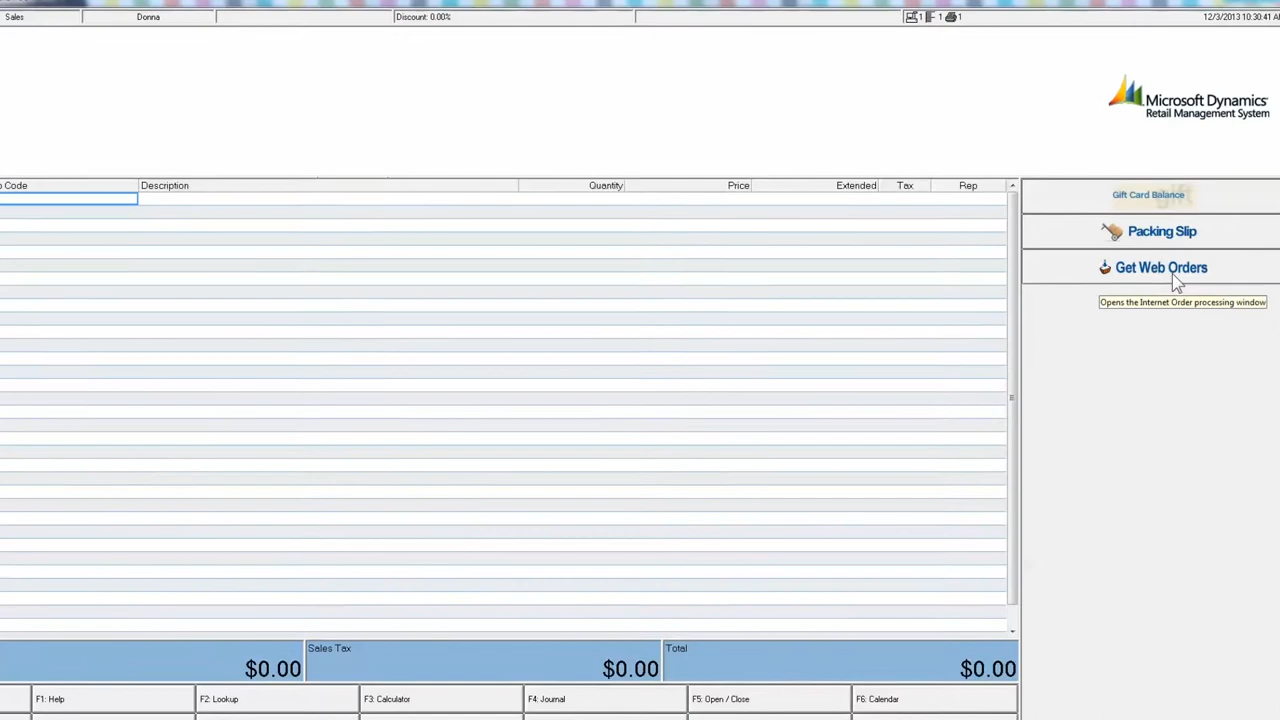 Sales Donna Discount: 0.00% 1 1 1 12/3/2013 10:30:41
Microsoft Dynamics
Retail Management System
Code Description Quantity Price Extended Tax Rep
Gift Card Balance
Packing Slip
Get Web Orders
Opens the Internet Order processing window
Sales Tax Total
$0.00 $0.00 $0.00
F1: Help F2: Lookup F3: Calculator F4: Journal F5: Open / Close F6: Calendar